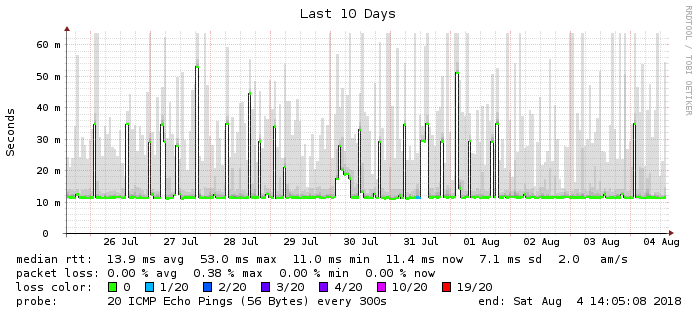 Last 10 Days
RRDTOOL / TOBI OETIKER
Seconds
60 m
50 m
40 m
30 m
20 m
10 m
0
26 Jul 27 Jul 28 Jul 29 Jul 30 Jul 31 Jul 01 Aug 02 Aug 03 Aug 04 Aug
median rtt: 13.9 ms avg 53.0 ms max 11.0 ms min 11.4 ms now 7.1 ms sd 2.0 am/s
packet loss: 0.00 % avg 0.38 % max 0.00 % min 0.00 % now
loss color: 0 1/20 2/20 3/20 4/20 10/20 19/20
probe: 20 ICMP Echo Pings (56 Bytes) every 300s end: Sat Aug 4 14:05:08 2018